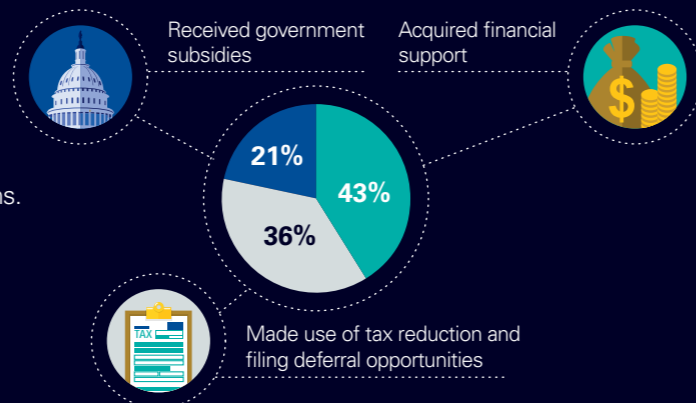 Received government
subsidies
Acquired financial
support
21%
43%
ns.
36%
TAX
$
Made use of tax reduction and
filing deferral opportunities